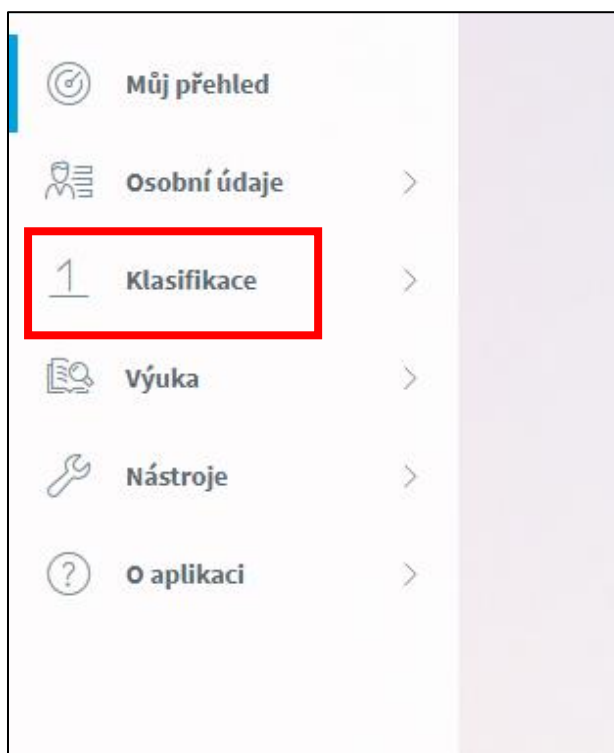 Můj přehled
Osobní údaje
1 Klasifikace
Výuka
Nástroje
? O aplikaci